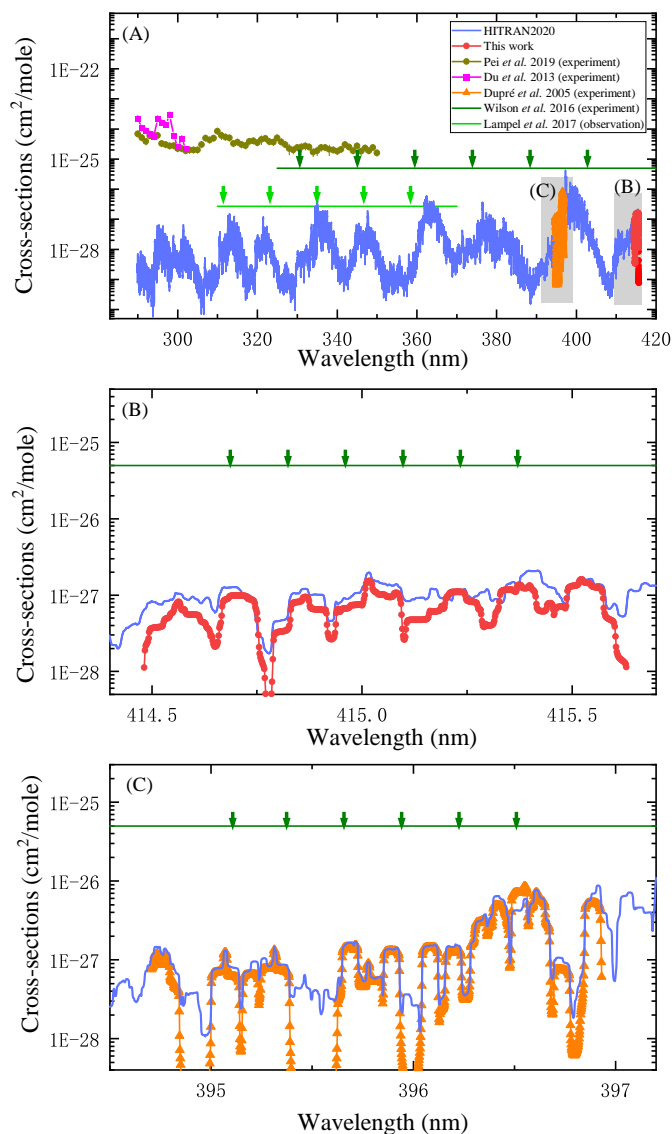 (A)
HITRAN2020
This work
Pei et al. 2019 (experiment)
Du et al. 2013 (experiment)
Dupré et al. 2005 (experiment)
Wilson et al. 2016 (experiment)
Lampel et al. 2017 (observation)
1E-22
1E-25
1E-28
Cross-sections (cm²/mole)
(C)
(B)
300 320 340 360 380 400 420
Wavelength (nm)
(B)
1E-25
1E-26
1E-27
1E-28
Cross-sections (cm²/mole)
414.5 415.0 415.5
Wavelength (nm)
(C)
1E-25
1E-26
1E-27
1E-28
Cross-sections (cm²/mole)
395 396 397
Wavelength (nm)